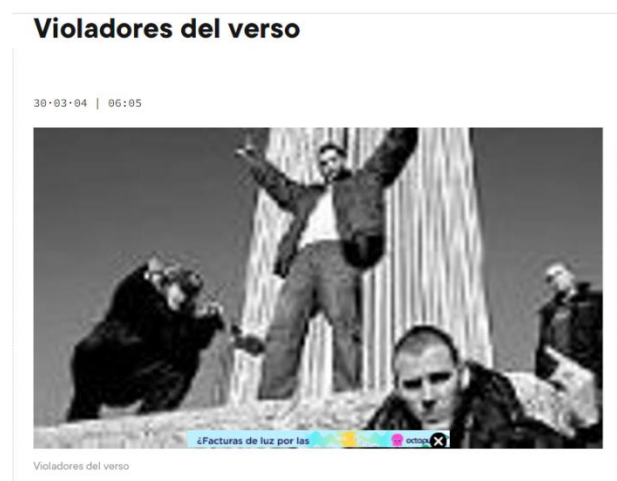 Violadores del verso
30·03·04 | 06:05
¿Facturas de luz por las
octopu
Violadores del verso